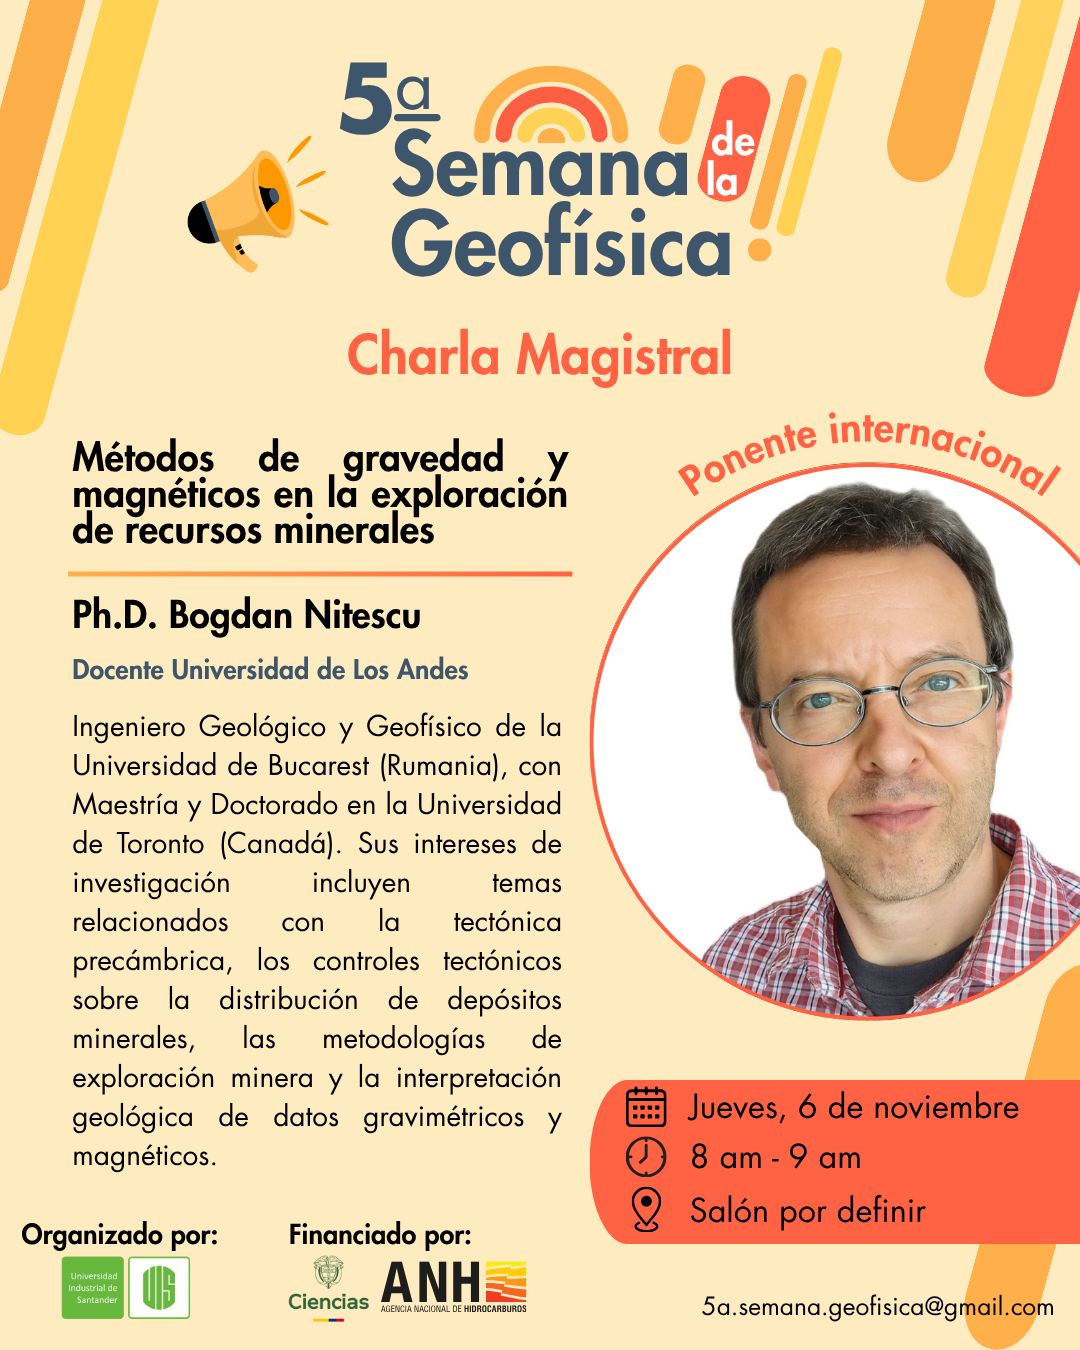 5ª
Semana de
la
Geofísica
Charla Magistral
Métodos de gravedad y
magnéticos en la exploración
de recursos minerales
Ponente internacional
Ph.D. Bogdan Nitescu
Docente Universidad de Los Andes
Ingeniero Geológico y Geofísico de la
Universidad de Bucarest (Rumania), con
Maestría y Doctorado en la Universidad
de Toronto (Canadá). Sus intereses de
investigación incluyen temas
relacionados con la tectónica
precámbrica, los controles tectónicos
sobre la distribución de depósitos
minerales, las metodologías de
exploración minera y la interpretación
geológica de datos gravimétricos y
magnéticos.
Jueves, 6 de noviembre
8 am - 9 am
Salón por definir
Organizado por:
Universidad
Industrial de
Santander
UIS
Financiado por:
Ciencias
ANH
AGENCIA NACIONAL DE HIDROCARBUROS
5a.semana.geofisica@gmail.com